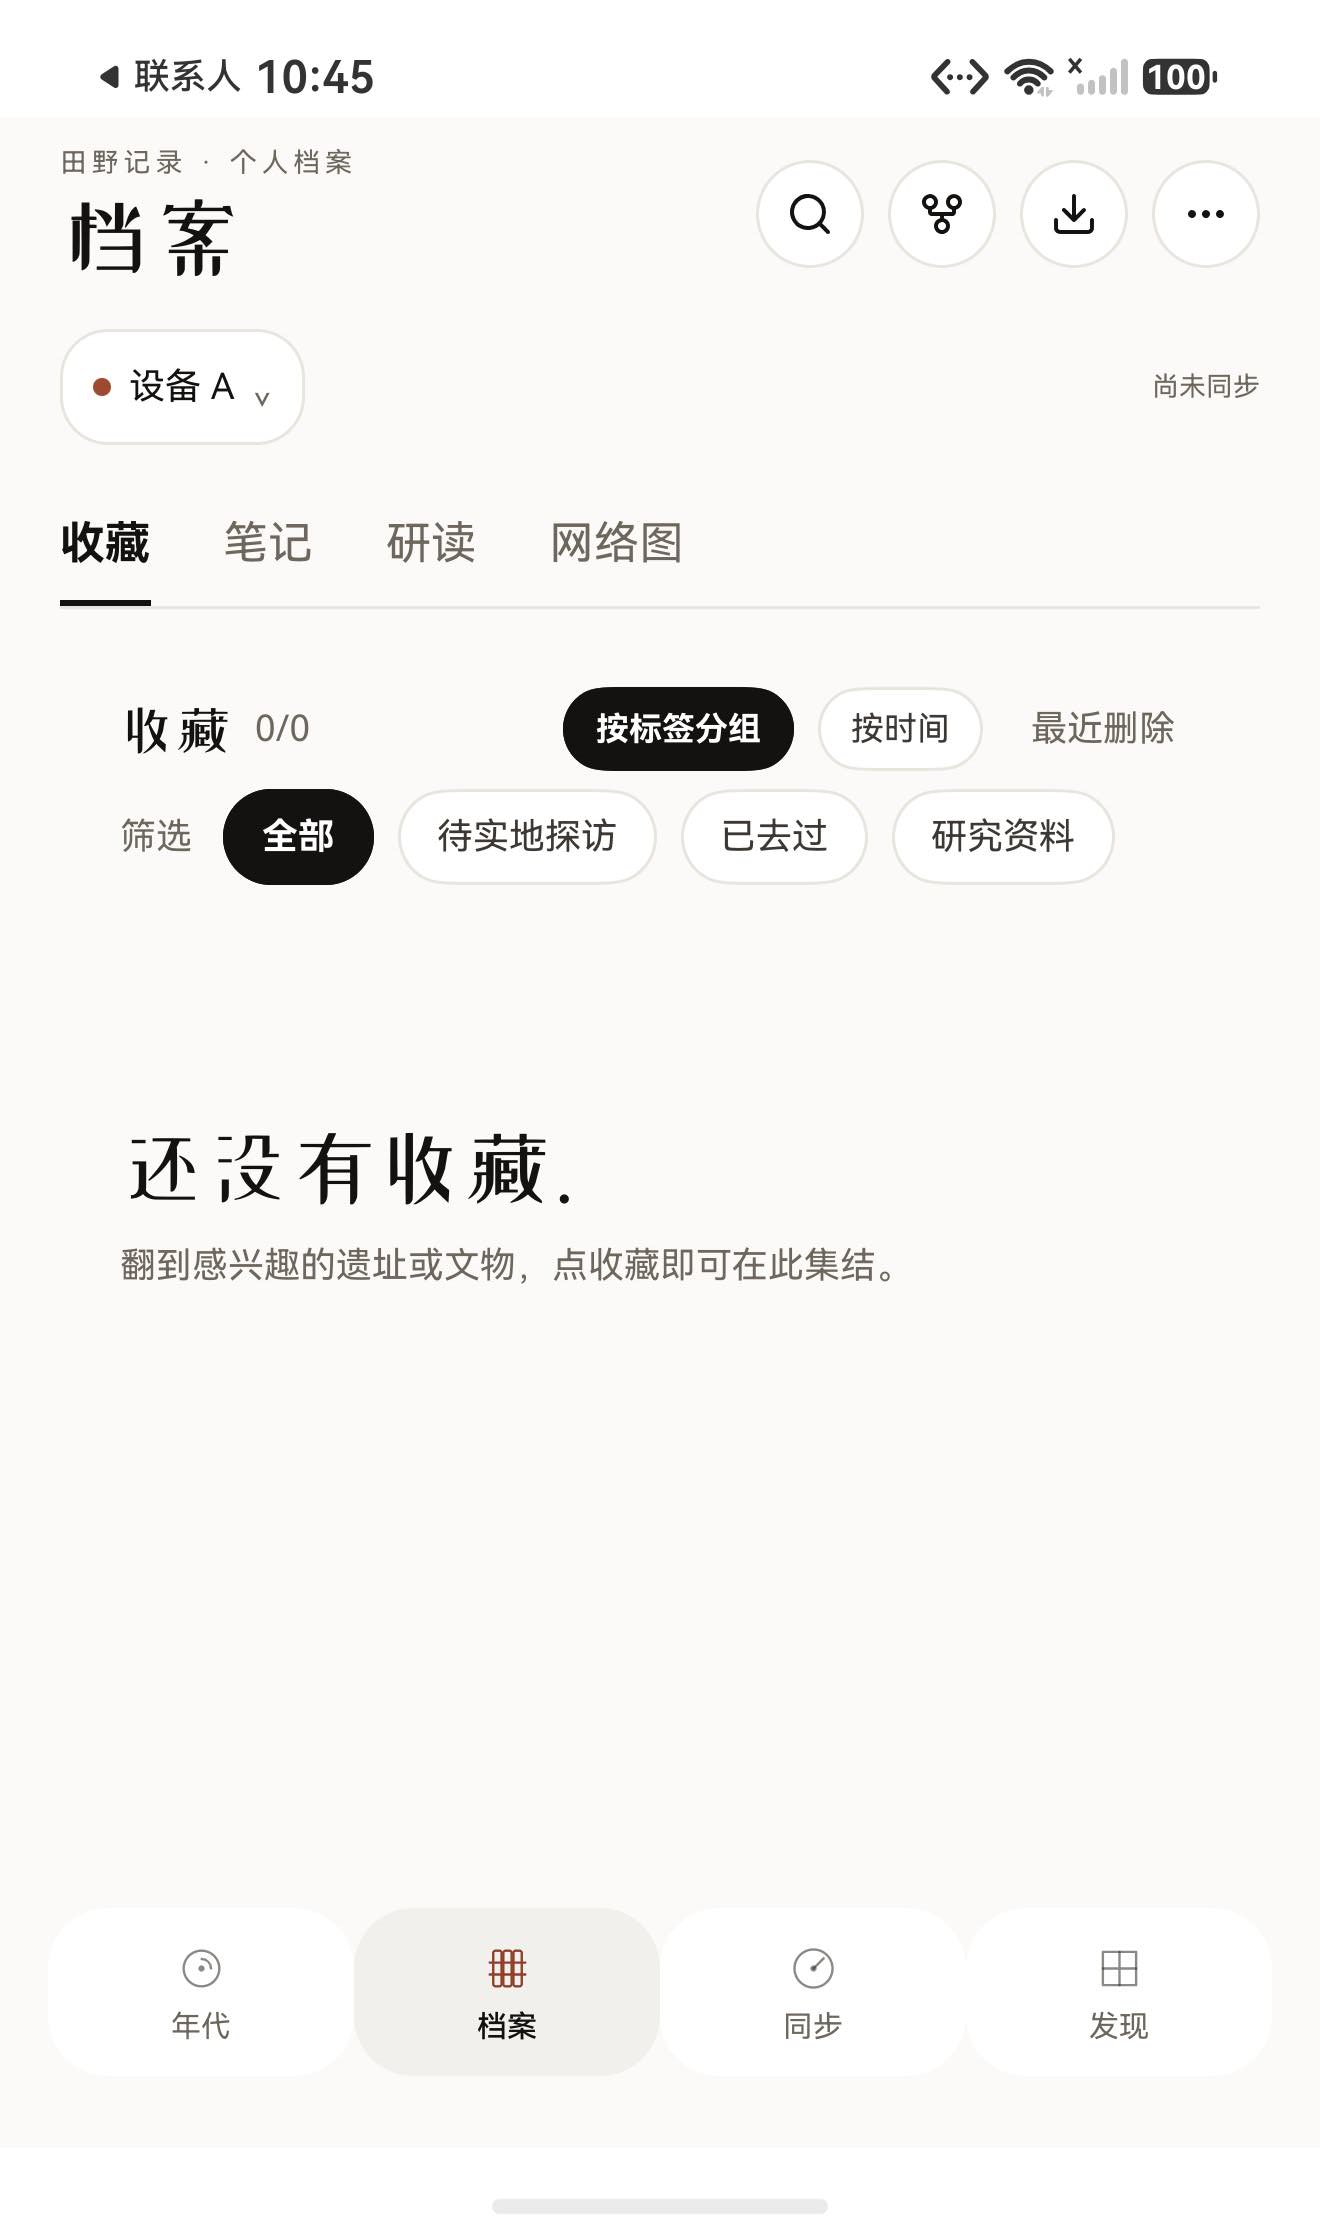 联系人 10:45 100
田野记录 · 个人档案
档案
设备 A
尚未同步
收藏 笔记 研读 网络图
收藏 0/0 按标签分组 按时间 最近删除
筛选 全部 待实地探访 已去过 研究资料
还没有收藏.
翻到感兴趣的遗址或文物，点收藏即可在此集结。
年代 档案 同步 发现